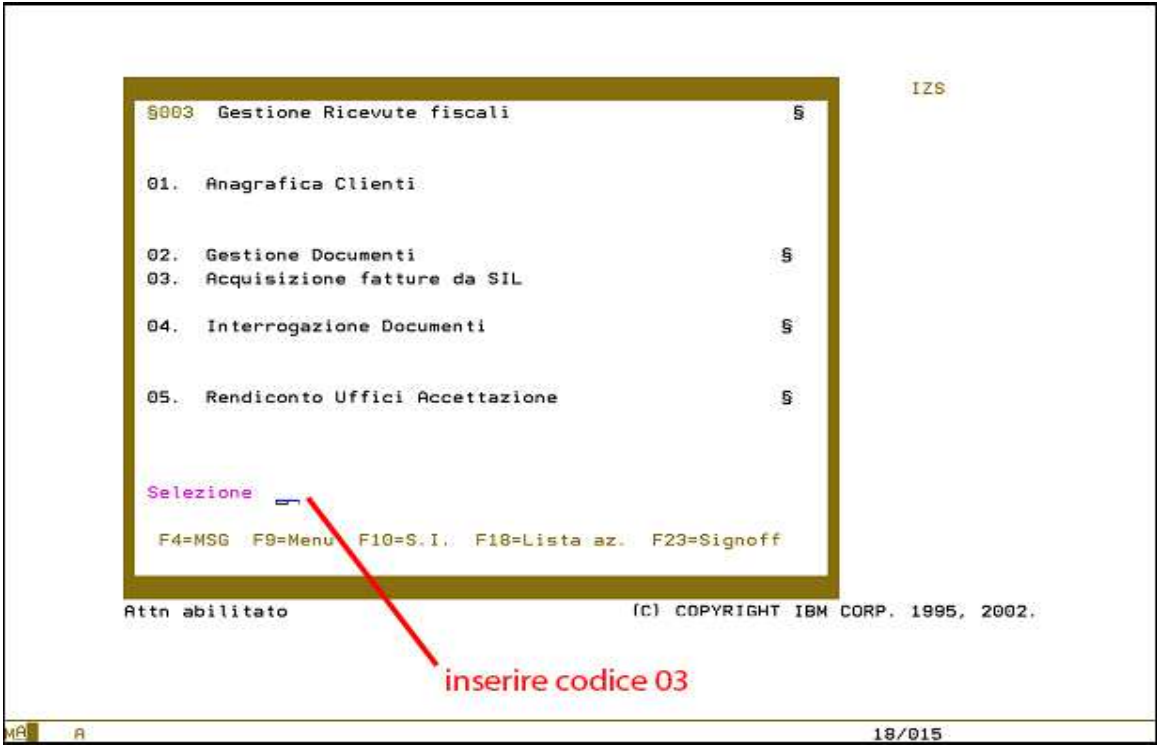 IZS
§003 Gestione Ricevute fiscali §
01. Anagrafica Clienti
02. Gestione Documenti §
03. Acquisizione fatture da SIL
04. Interrogazione Documenti §
05. Rendiconto Uffici Accettazione §
Selezione
F4=MSG F9=Menu F10=S.I. F18=Lista az. F23=Signoff
Attn abilitato (C) COPYRIGHT IBM CORP. 1995, 2002.
inserire codice 03
MA A 18/015